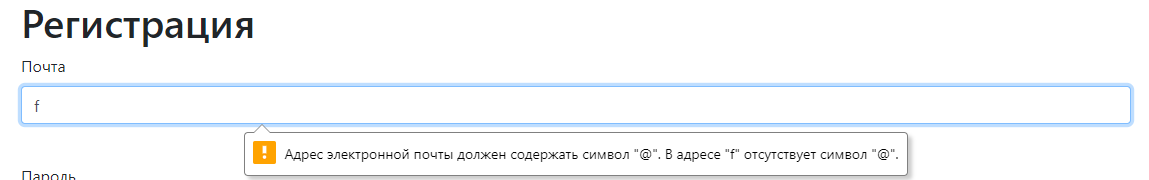 Регистрация
Почта
f
Адрес электронной почты должен содержать символ "@". В адресе "f" отсутствует символ "@".
Пароль